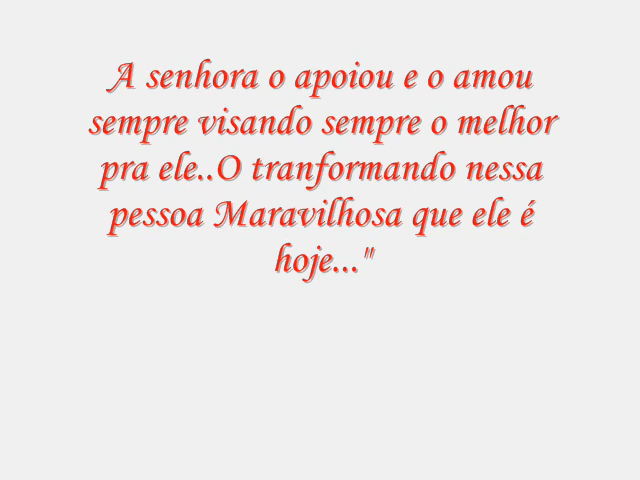 A senhora o apoiou e o amou
sempre visando sempre o melhor
pra ele..O tranformando nessa
pessoa Maravilhosa que ele é
hoje..."